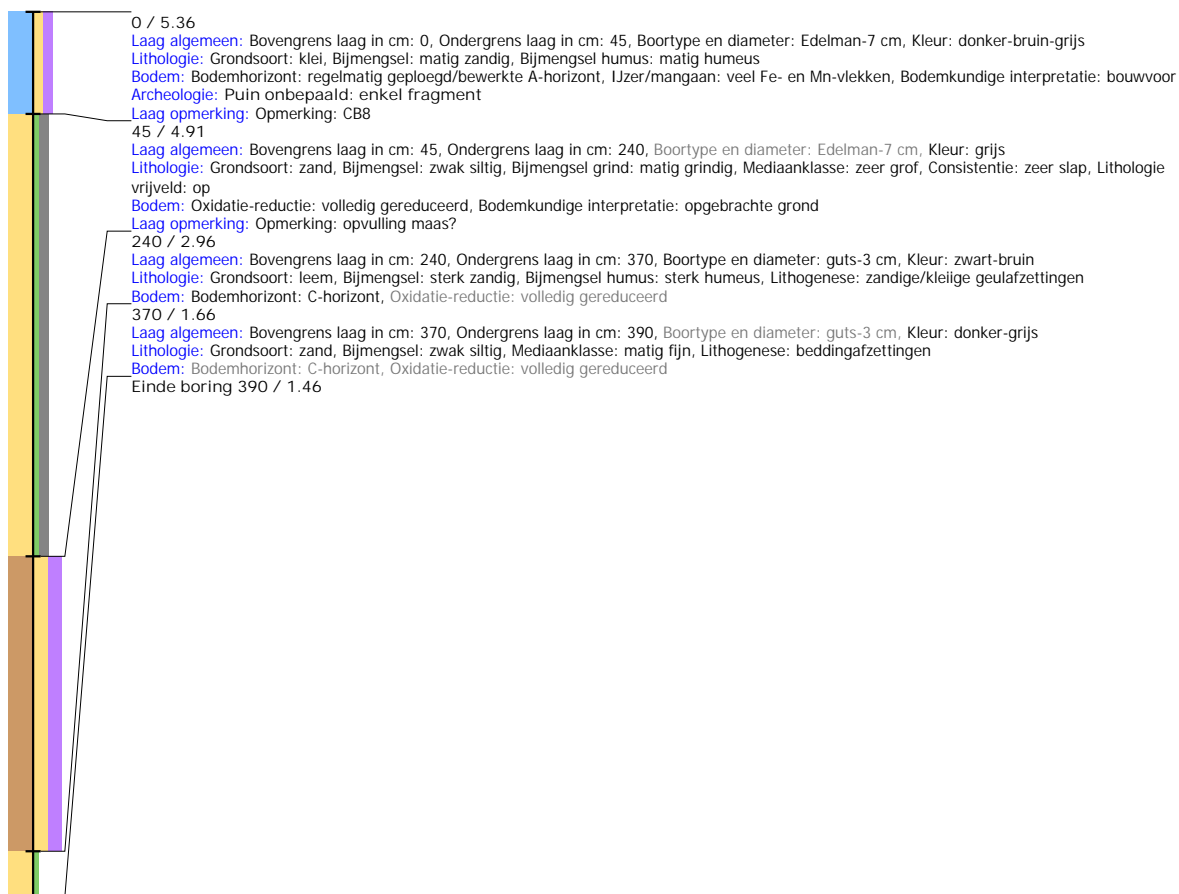 0 / 5.36
Laag algemeen: Bovengrens laag in cm: 0, Ondergrens laag in cm: 45, Boortype en diameter: Edelman-7 cm, Kleur: donker-bruin-grijs
Lithologie: Grondsoort: klei, Bijmengsel: matig zandig, Bijmengsel humus: matig humeus
Bodem: Bodemhorizont: regelmatig geploegd/bewerkte A-horizont, IJzer/mangaan: veel Fe- en Mn-vlekken, Bodemkundige interpretatie: bouwvoor
Archeologie: Puin onbepaald: enkel fragment
Laag opmerking: Opmerking: CB8
45 / 4.91
Laag algemeen: Bovengrens laag in cm: 45, Ondergrens laag in cm: 240, Boortype en diameter: Edelman-7 cm, Kleur: grijs
Lithologie: Grondsoort: zand, Bijmengsel: zwak siltig, Bijmengsel grind: matig grindig, Mediaanklasse: zeer grof, Consistentie: zeer slap, Lithologie
vrijveld: op
Bodem: Oxidatie-reductie: volledig gereduceerd, Bodemkundige interpretatie: opgebrachte grond
Laag opmerking: Opmerking: opvulling maas?
240 / 2.96
Laag algemeen: Bovengrens laag in cm: 240, Ondergrens laag in cm: 370, Boortype en diameter: guts-3 cm, Kleur: zwart-bruin
Lithologie: Grondsoort: leem, Bijmengsel: sterk zandig, Bijmengsel humus: sterk humeus, Lithogenese: zandige/kleiige geulafzettingen
Bodem: Bodemhorizont: C-horizont, Oxidatie-reductie: volledig gereduceerd
370 / 1.66
Laag algemeen: Bovengrens laag in cm: 370, Ondergrens laag in cm: 390, Boortype en diameter: guts-3 cm, Kleur: donker-grijs
Lithologie: Grondsoort: zand, Bijmengsel: zwak siltig, Mediaanklasse: matig fijn, Lithogenese: beddingafzettingen
Bodem: Bodemhorizont: C-horizont, Oxidatie-reductie: volledig gereduceerd
Einde boring 390 / 1.46